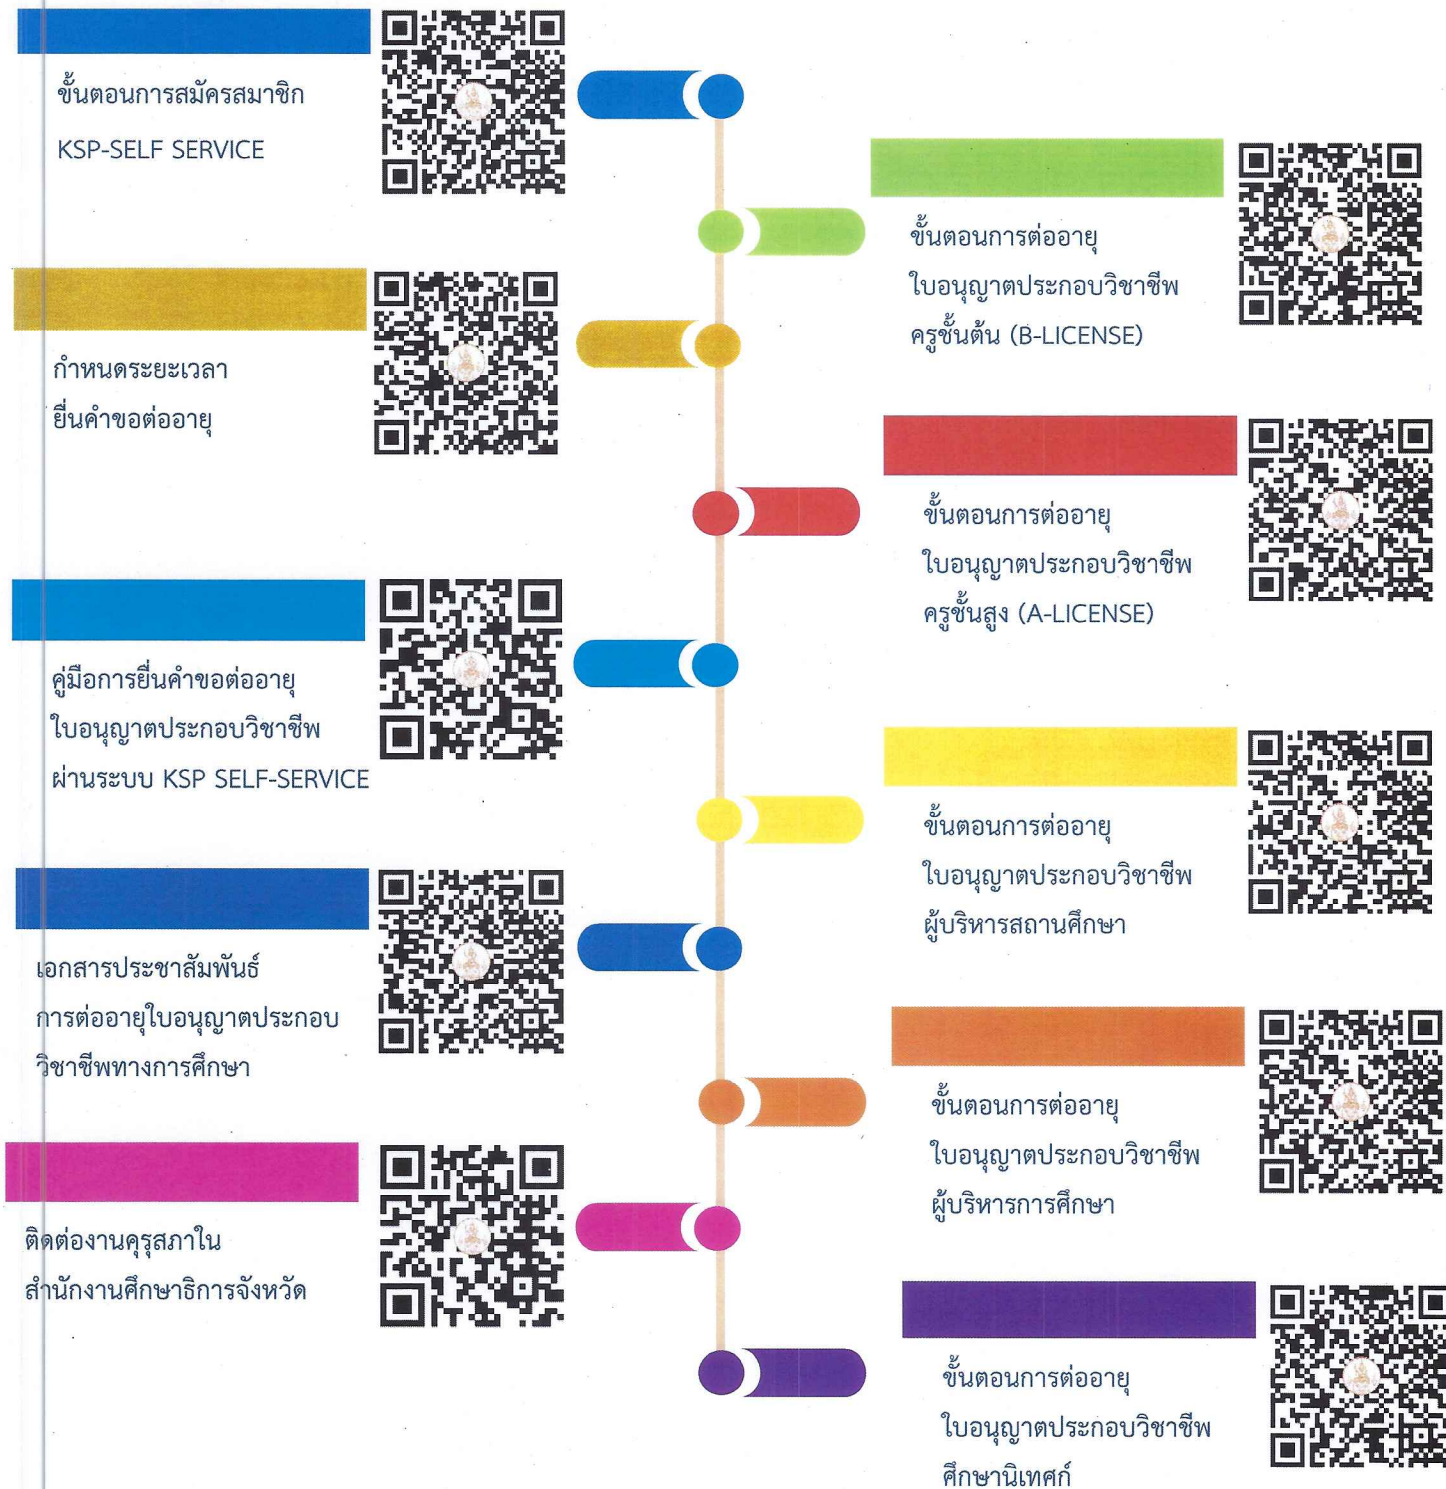 ขั้นตอนการสมัครสมาชิก
KSP-SELF SERVICE
ขั้นตอนการต่ออายุ
ใบอนุญาตประกอบวิชาชีพ
ครูชั้นต้น (B-LICENSE)
กำหนดระยะเวลา
ยื่นคำขอต่ออายุ
ขั้นตอนการต่ออายุ
ใบอนุญาตประกอบวิชาชีพ
ครูชั้นสูง (A-LICENSE)
คู่มือการยื่นคำขอต่ออายุ
ใบอนุญาตประกอบวิชาชีพ
ผ่านระบบ KSP SELF-SERVICE
ขั้นตอนการต่ออายุ
ใบอนุญาตประกอบวิชาชีพ
ผู้บริหารสถานศึกษา
เอกสารประชาสัมพันธ์
การต่ออายุใบอนุญาตประกอบ
วิชาชีพทางการศึกษา
ขั้นตอนการต่ออายุ
ใบอนุญาตประกอบวิชาชีพ
ผู้บริหารการศึกษา
ติดต่องานคุรุสภาใน
สำนักงานศึกษาธิการจังหวัด
ขั้นตอนการต่ออายุ
ใบอนุญาตประกอบวิชาชีพ
ศึกษานิเทศก์